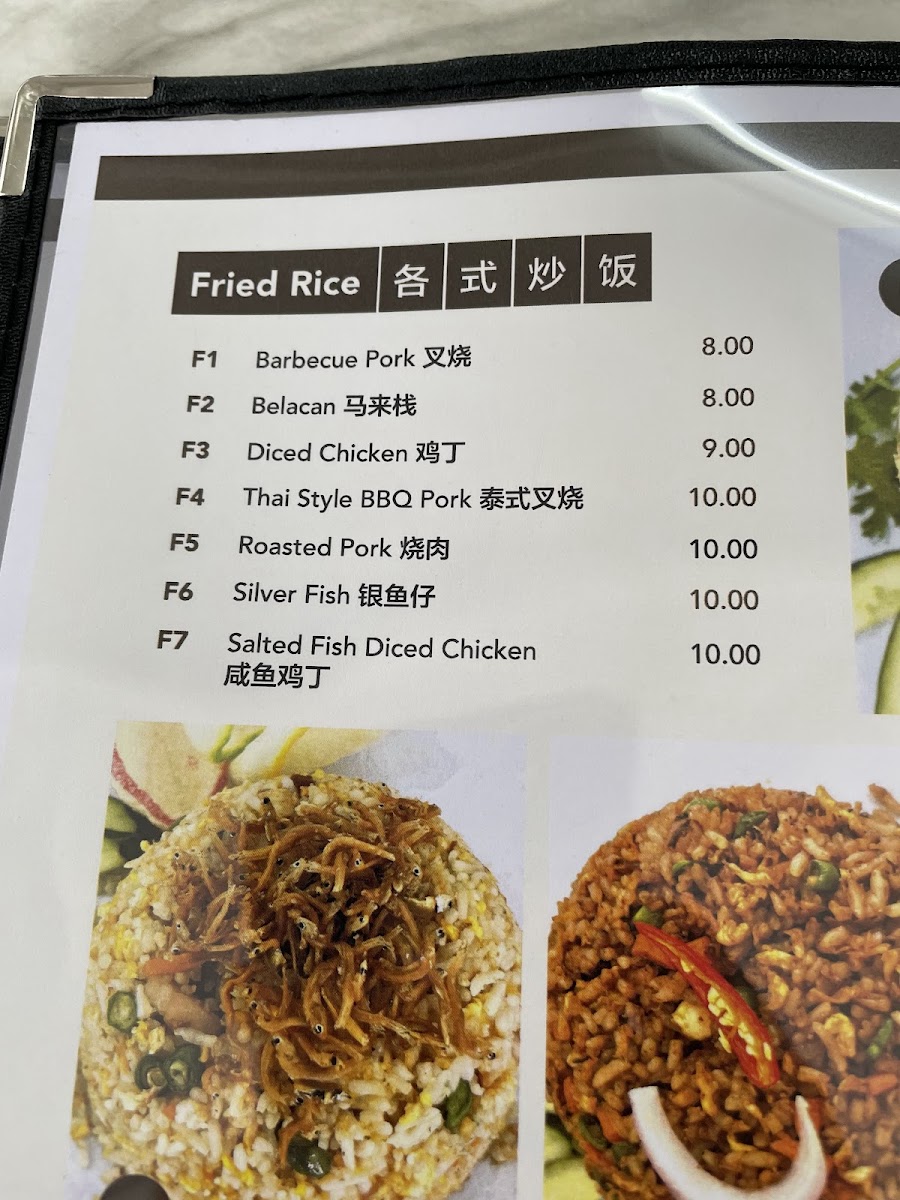 Fried Rice 各式炒饭
F1 Barbecue Pork 叉烧 8.00
F2 Belacan 马来栈 8.00
F3 Diced Chicken 鸡丁 9.00
F4 Thai Style BBQ Pork 泰式叉烧 10.00
F5 Roasted Pork 烧肉 10.00
F6 Silver Fish 银鱼仔 10.00
F7 Salted Fish Diced Chicken 10.00
咸鱼鸡丁